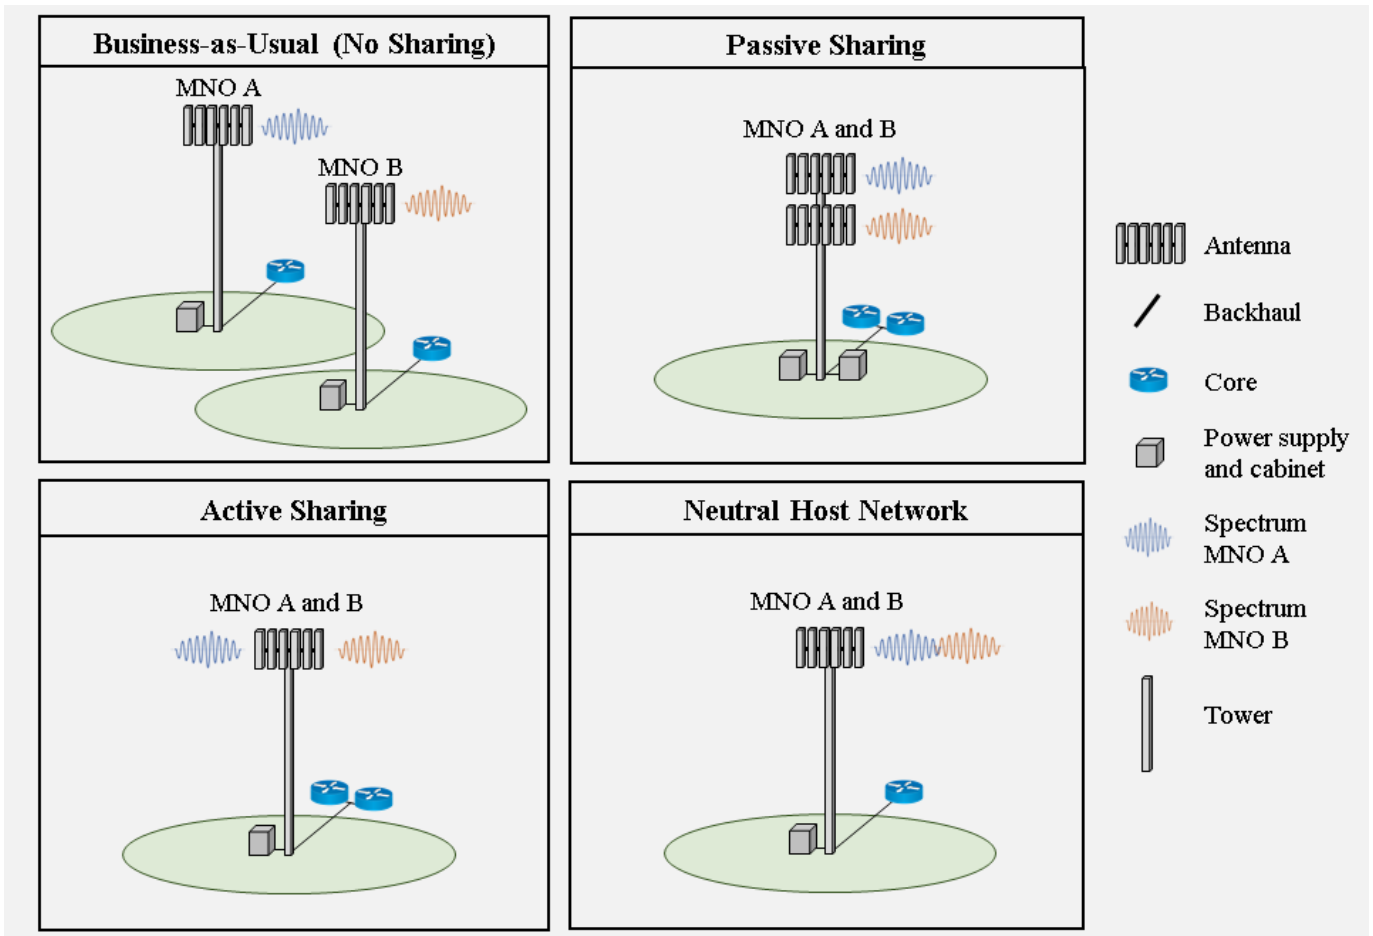 Business-as-Usual (No Sharing)
MNO A
MNO B
Passive Sharing
MNO A and B
Active Sharing
MNO A and B
Neutral Host Network
MNO A and B
Antenna
Backhaul
Core
Power supply
and cabinet
Spectrum
MNO A
Spectrum
MNO B
Tower